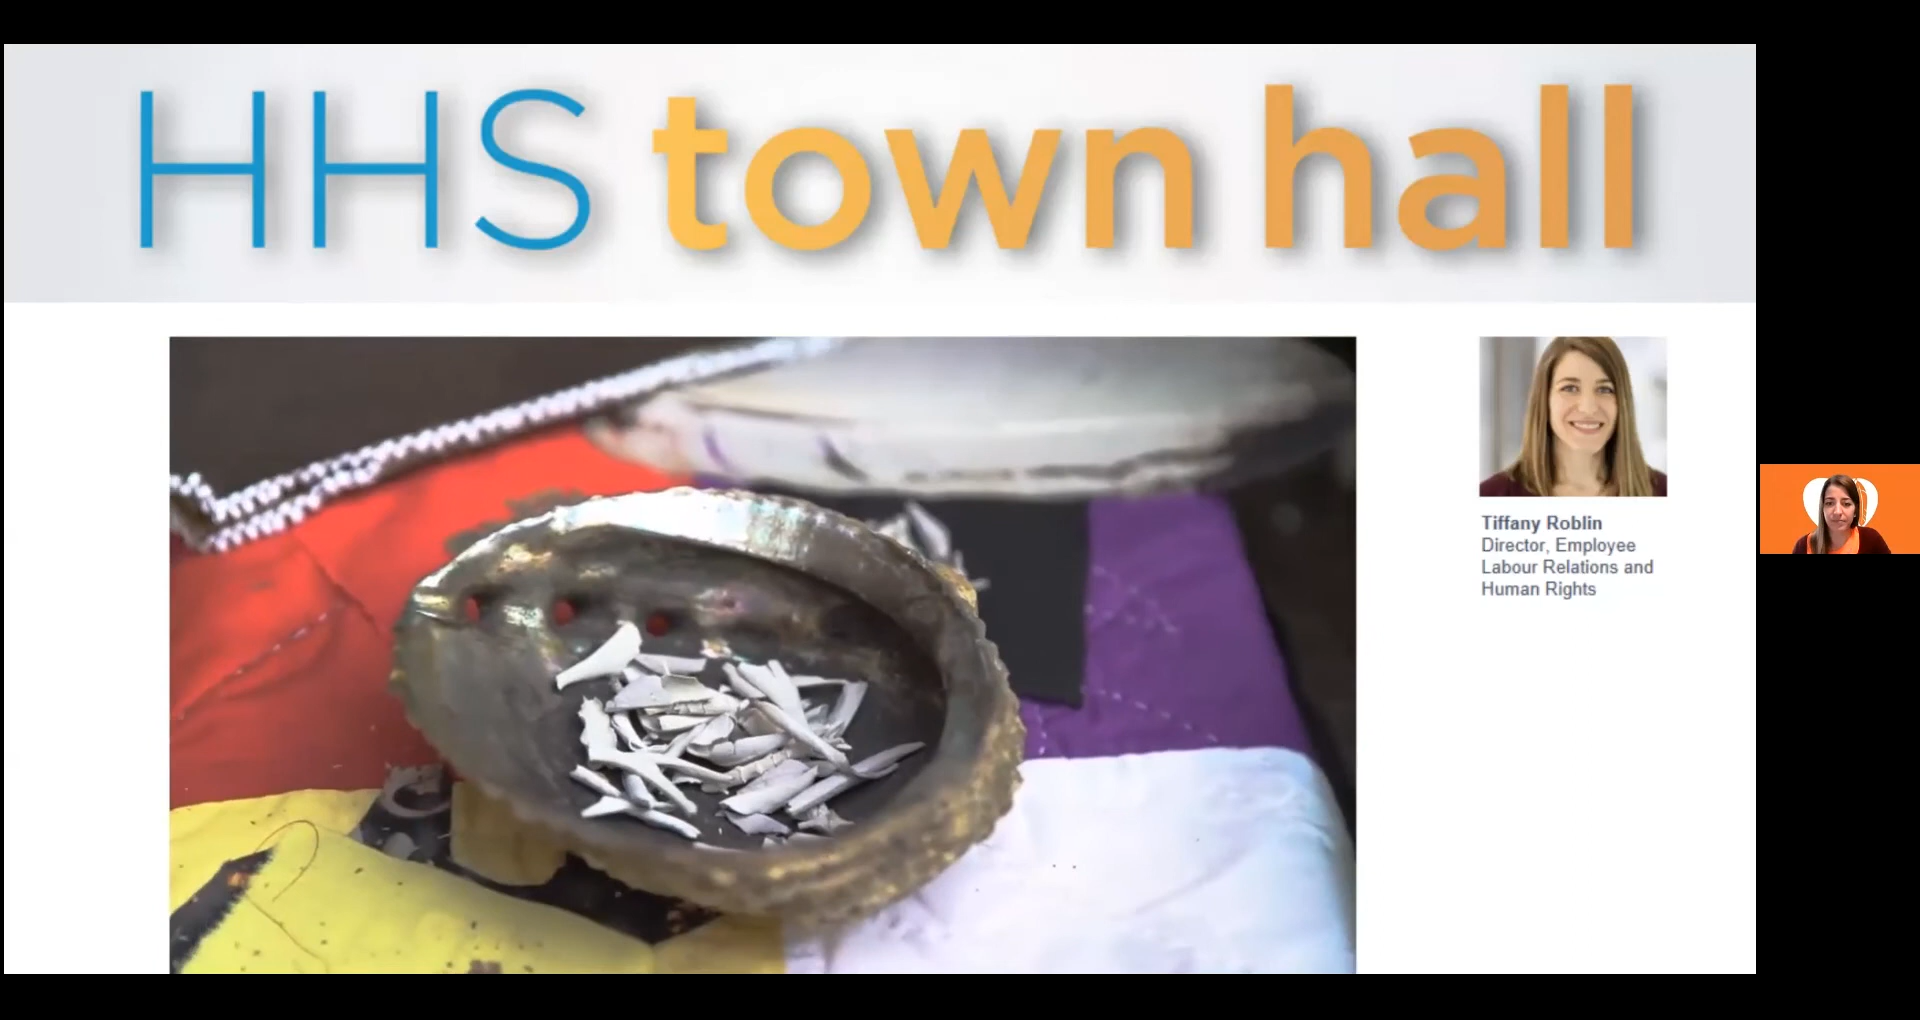 HHS town hall
Tiffany Roblin
Director, Employee
Labour Relations and
Human Rights